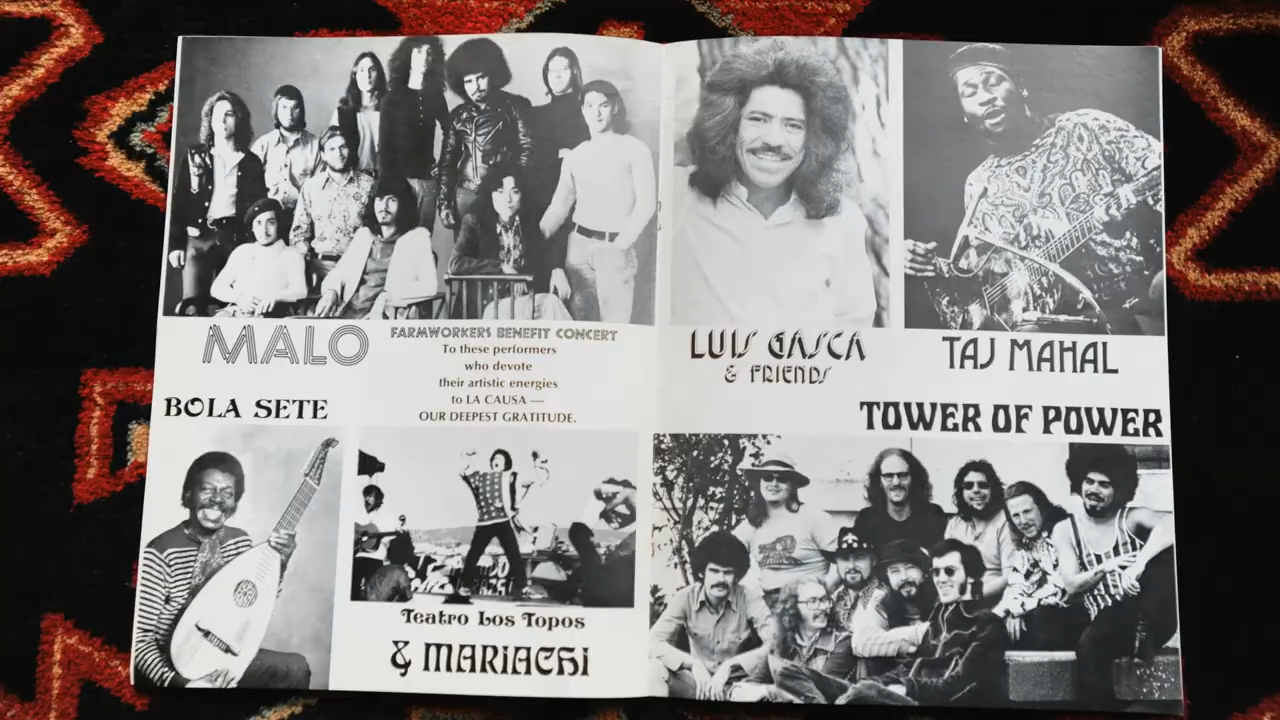 MALO
FARMWORKERS BENEFIT CONCERT
To these performers
who devote
their artistic energies
to LA CAUSA —
OUR DEEPEST GRATITUDE.
BOLA SETE
Teatro Los Topos
& MARIACHI
LUIS GASCA
& FRIENDS
TAJ MAHAL
TOWER OF POWER